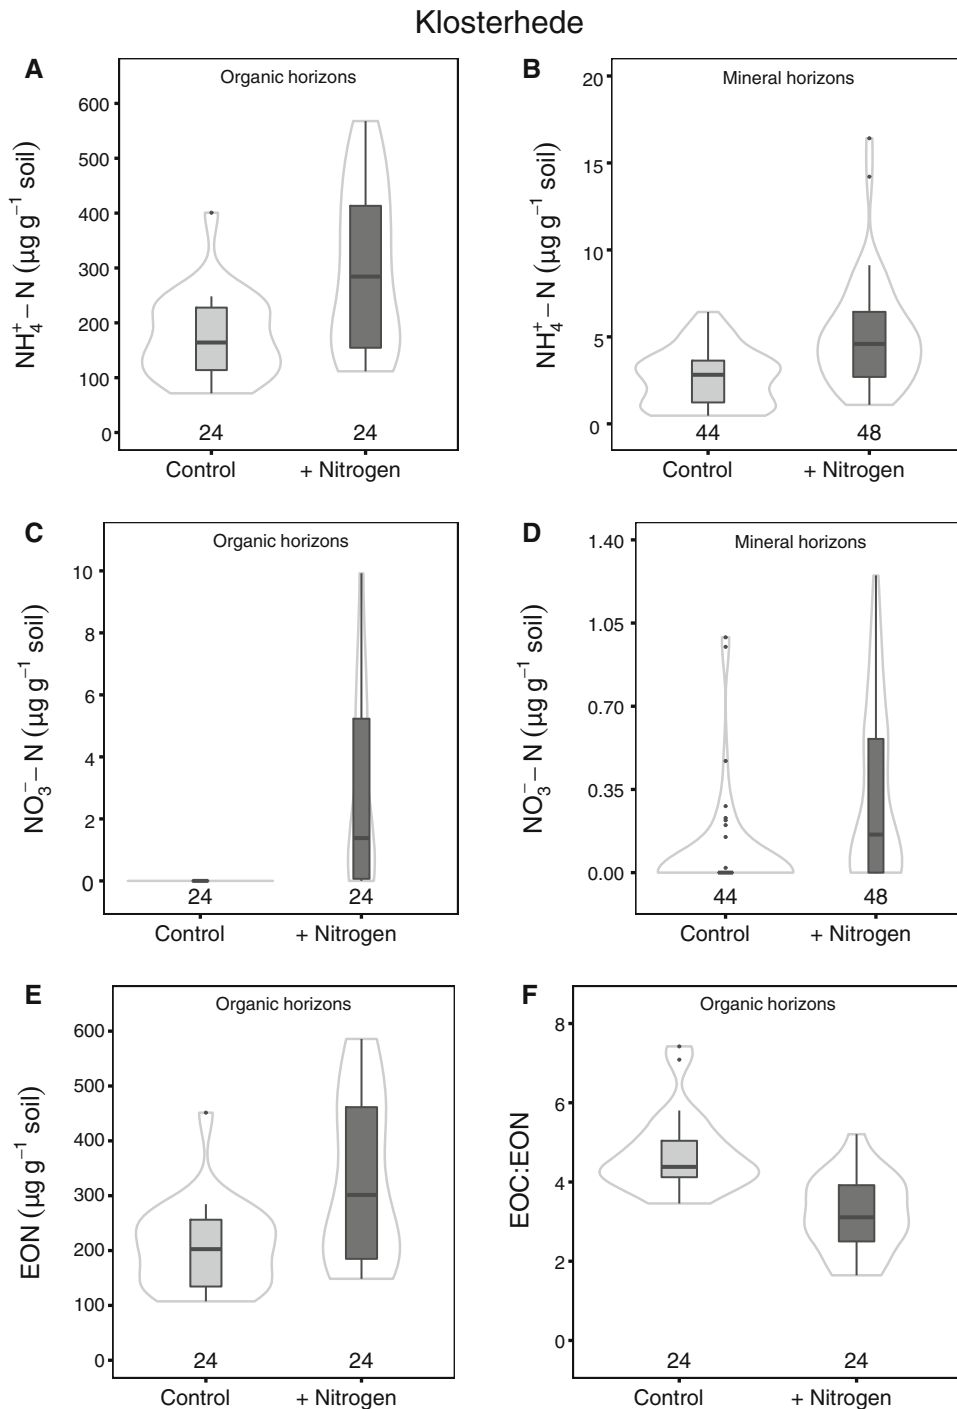 Klosterhede
A
Organic horizons
NH₄⁺ – N (µg g⁻¹ soil)
600
500
400
300
200
100
0
24
24
Control
+ Nitrogen
B
Mineral horizons
NH₄⁺ – N (µg g⁻¹ soil)
20
15
10
5
0
44
48
Control
+ Nitrogen
C
Organic horizons
NO₃⁻ – N (µg g⁻¹ soil)
10
8
6
4
2
0
24
24
Control
+ Nitrogen
D
Mineral horizons
NO₃⁻ – N (µg g⁻¹ soil)
1.40
1.05
0.70
0.35
0.00
44
48
Control
+ Nitrogen
E
Organic horizons
EON (µg g⁻¹ soil)
600
500
400
300
200
100
0
24
24
Control
+ Nitrogen
F
Organic horizons
EOC:EON
8
6
4
2
0
24
24
Control
+ Nitrogen